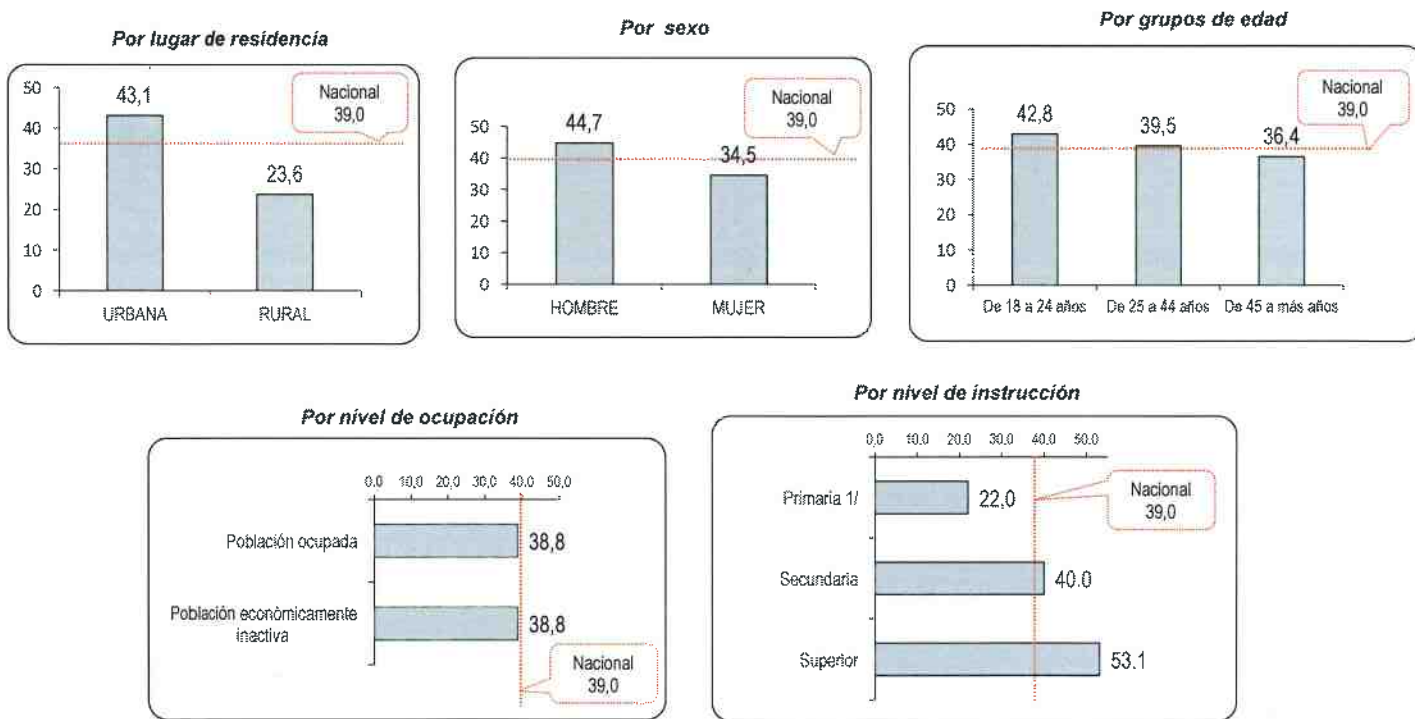 Por lugar de residencia
50
40
30
20
10
0
43,1
23,6
Nacional
39,0
URBANA
RURAL
Por sexo
50
40
30
20
10
0
44,7
34,5
Nacional
39,0
HOMBRE
MUJER
Por grupos de edad
50
40
30
20
10
0
42,8
39,5
36,4
Nacional
39,0
De 18 a 24 años
De 25 a 44 años
De 45 a más años
Por nivel de ocupación
0,0 10,0 20,0 30,0 40,0 50,0
Población ocupada
38,8
Población económicamente
inactiva
38,8
Nacional
39,0
Por nivel de instrucción
0,0 10,0 20,0 30,0 40,0 50,0
Primaria 1/
22,0
Nacional
39,0
Secundaria
40.0
Superior
53.1